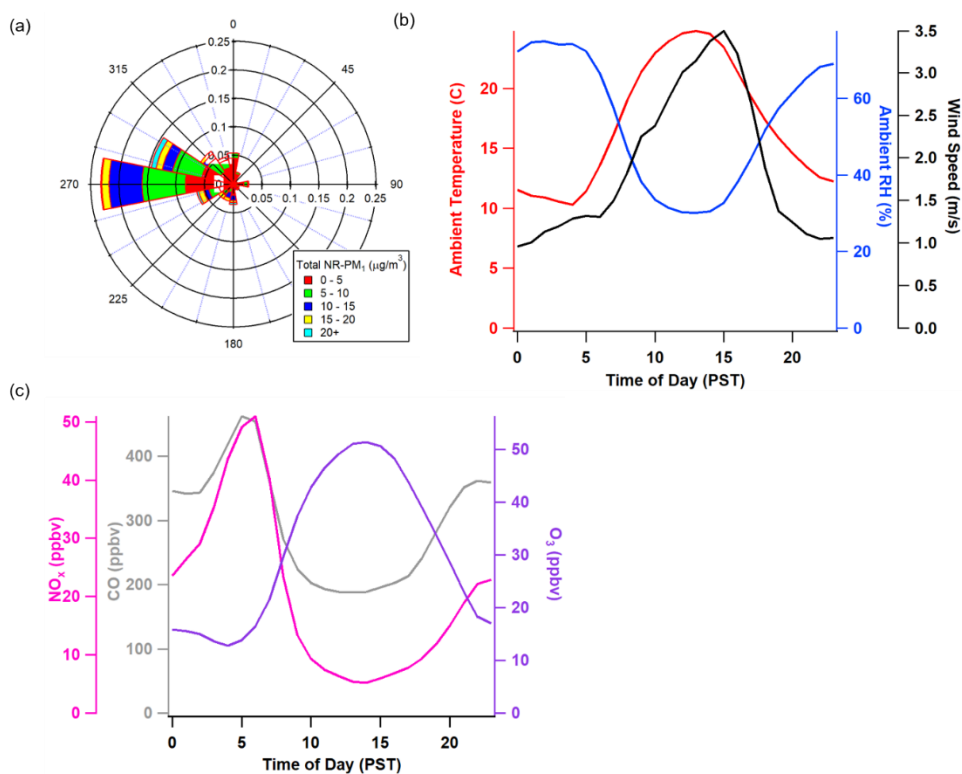 (a)
0
0.25
0.2
0.15
0.1
0.05
315
45
270
90
0.05
0.1
0.15
0.2
0.25
225
180
Total NR-PM1 (μg/m3)
0 - 5
5 - 10
10 - 15
15 - 20
20+
(b)
Ambient Temperature (C)
20
15
10
5
0
Ambient RH (%)
60
40
20
0
Wind Speed (m/s)
3.5
3.0
2.5
2.0
1.5
1.0
0.5
0.0
0 5 10 15 20
Time of Day (PST)
(c)
NOx (ppbv)
50
40
30
20
10
0
CO (ppbv)
400
300
200
100
0
O3 (ppbv)
50
40
30
20
10
0
0 5 10 15 20
Time of Day (PST)